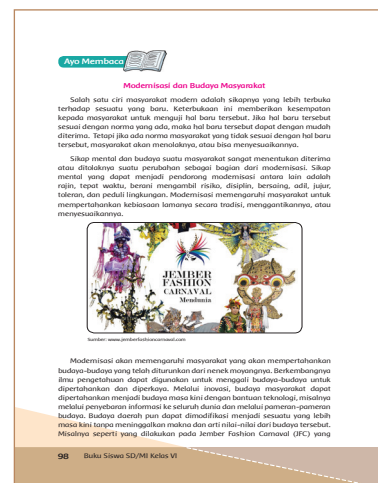 Ayo Membaca
Modernisasi dan Budaya Masyarakat
Salah satu ciri masyarakat modern adalah sikapnya yang lebih terbuka
terhadap sesuatu yang baru. Keterbukaan ini memberikan kesempatan
kepada masyarakat untuk menguji hal baru tersebut. Jika hal baru tersebut
sesuai dengan norma yang ada, maka hal baru tersebut dapat dengan mudah
diterima. Tetapi jika ada norma masyarakat yang tidak sesuai dengan hal baru
tersebut, masyarakat akan menolaknya, atau bisa menyesuaikannya.
Sikap mental dan budaya suatu masyarakat sangat menentukan diterima
atau ditolaknya suatu perubahan sebagai bagian dari modernisasi. Sikap
mental yang dapat menjadi pendorong modernisasi antara lain adalah
rajin, tepat waktu, berani mengambil risiko, disiplin, bersaing, adil, jujur,
toleran, dan peduli lingkungan. Modernisasi memengaruhi masyarakat untuk
mempertahankan kebiasaan lamanya secara tradisi, menggantikannya, atau
menyesuaikannya.
JEMBER
FASHION
CARNAVAL
Mendunia
Sumber: www.jemberfashioncarnaval.com
Modernisasi akan memengaruhi masyarakat yang akan mempertahankan
budaya-budaya yang telah diturunkan dari nenek moyangnya. Berkembangnya
ilmu pengetahuan dapat digunakan untuk menggali budaya-budaya untuk
dipertahankan dan diperkaya. Melalui inovasi, budaya masyarakat dapat
dipertahankan menjadi budaya masa kini dengan bantuan teknologi, misalnya
melalui penyebaran informasi ke seluruh dunia dan melalui pameran-pameran
budaya. Budaya daerah pun dapat dimodifikasi menjadi sesuatu yang lebih
masa kini tanpa meninggalkan makna dan arti nilai-nilai dari budaya tersebut.
Misalnya seperti yang dilakukan pada Jember Fashion Carnaval (JFC) yang
98 Buku Siswa SD/MI Kelas VI